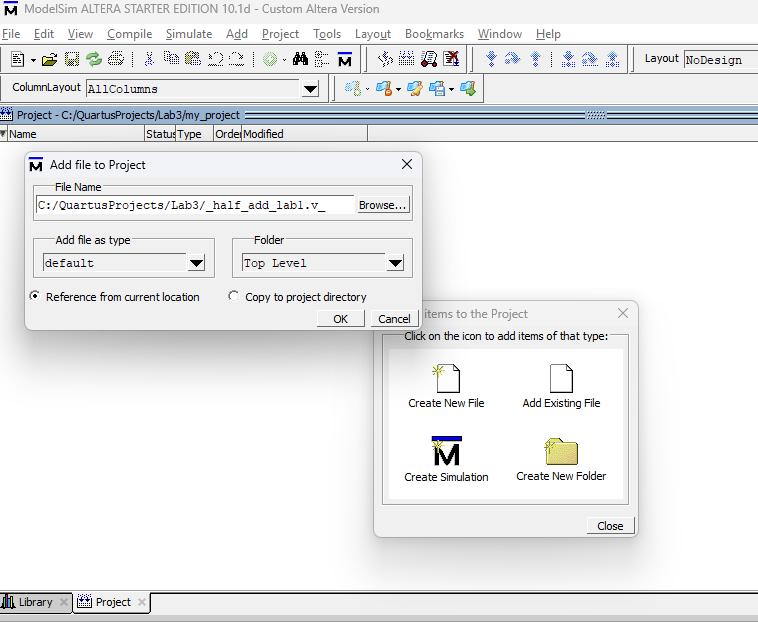 ModelSim ALTERA STARTER EDITION 10.1d - Custom Altera Version
File Edit View Compile Simulate Add Project Tools Layout Bookmarks Window Help
Layout NoDesign
ColumnLayout AllColumns
Project - C:/QuartusProjects/Lab3/my_project
Name Status Type Order Modified
Add file to Project
File Name
C:/QuartusProjects/Lab3/_half_add_lab1.v_ Browse...
Add file as type
default
Folder
Top Level
Reference from current location
Copy to project directory
OK Cancel
items to the Project
Click on the icon to add items of that type:
Create New File
Add Existing File
Create Simulation
Create New Folder
Close
Library Project